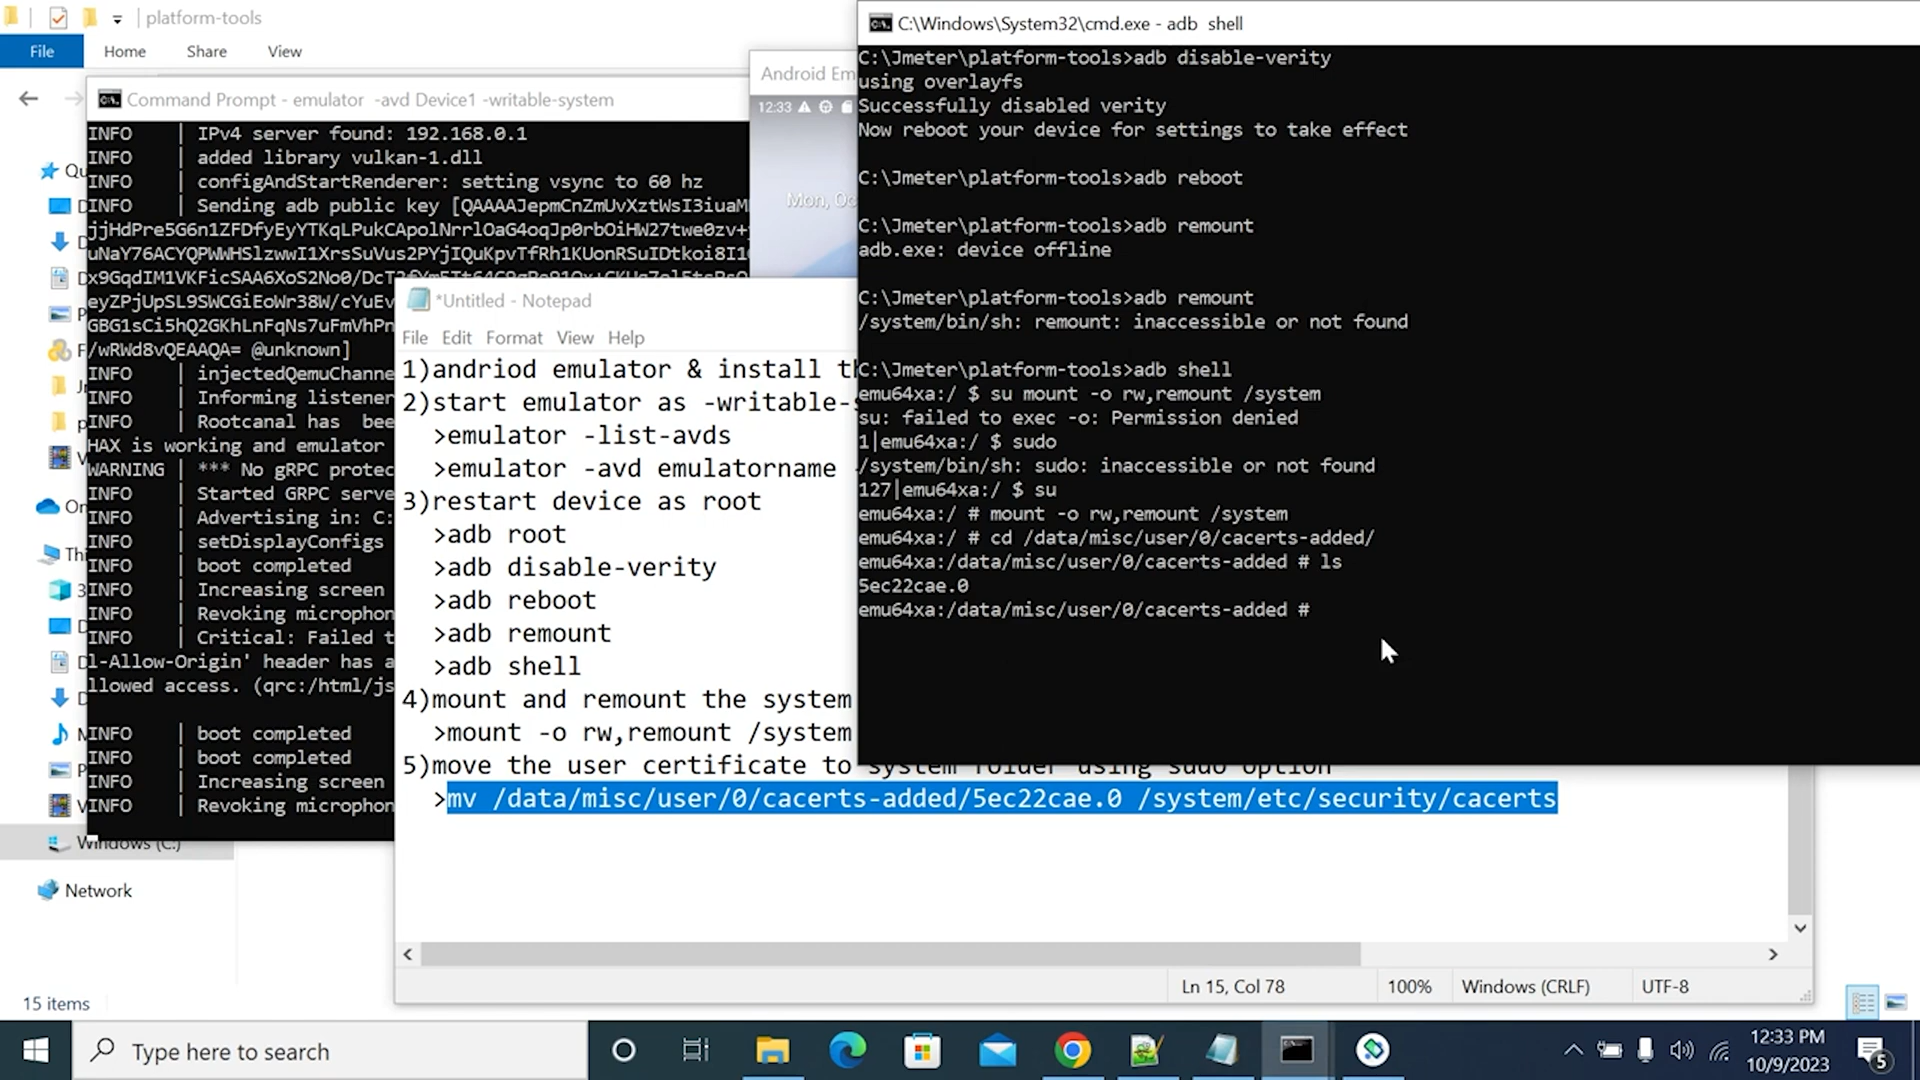 platform-tools
File Home Share View
Command Prompt - emulator -avd Device1 -writable-system
INFO | IPv4 server found: 192.168.0.1
INFO | added library vulkan-1.dll
INFO | configAndStartRenderer: setting vsync to 60 hz
INFO | Sending adb public key
/wRWd8vQEAAQA= @unknown]
INFO | injectedQemuChanne
INFO | Informing listener
INFO | Rootcanal has bee
HAX is working and emulator
WARNING | *** No gRPC protec
INFO | Started GRPC serve
INFO | Advertising in: C:
INFO | setDisplayConfigs
INFO | boot completed
INFO | Increasing screen
INFO | Revoking microphon
INFO | Critical: Failed t
l-Allow-Origin' header has a
llowed access. (qrc:/html/js
INFO | boot completed
INFO | boot completed
INFO | Increasing screen
INFO | Revoking microphon
Windows (C:)
Network
15 items
Android Em
12:33
Mon, Oc
*Untitled - Notepad
File Edit Format View Help
1)andriod emulator & install th
2)start emulator as -writable-s
>emulator -list-avds
>emulator -avd emulatorname
3)restart device as root
>adb root
>adb disable-verity
>adb reboot
>adb remount
>adb shell
4)mount and remount the system
>mount -o rw,remount /system
5)move the user certificate to system folder using sudo option
>mv /data/misc/user/0/cacerts-added/5ec22cae.0 /system/etc/security/cacerts
Ln 15, Col 78 100% Windows (CRLF) UTF-8
C:\Windows\System32\cmd.exe - adb shell
C:\Jmeter\platform-tools>adb disable-verity
using overlayfs
Successfully disabled verity
Now reboot your device for settings to take effect
C:\Jmeter\platform-tools>adb reboot
C:\Jmeter\platform-tools>adb remount
adb.exe: device offline
C:\Jmeter\platform-tools>adb remount
/system/bin/sh: remount: inaccessible or not found
C:\Jmeter\platform-tools>adb shell
emu64xa:/ $ su mount -o rw,remount /system
su: failed to exec -o: Permission denied
1|emu64xa:/ $ sudo
/system/bin/sh: sudo: inaccessible or not found
127|emu64xa:/ $ su
emu64xa:/ # mount -o rw,remount /system
emu64xa:/ # cd /data/misc/user/0/cacerts-added/
emu64xa:/data/misc/user/0/cacerts-added # ls
5ec22cae.0
emu64xa:/data/misc/user/0/cacerts-added #
Type here to search
12:33 PM
10/9/2023
5